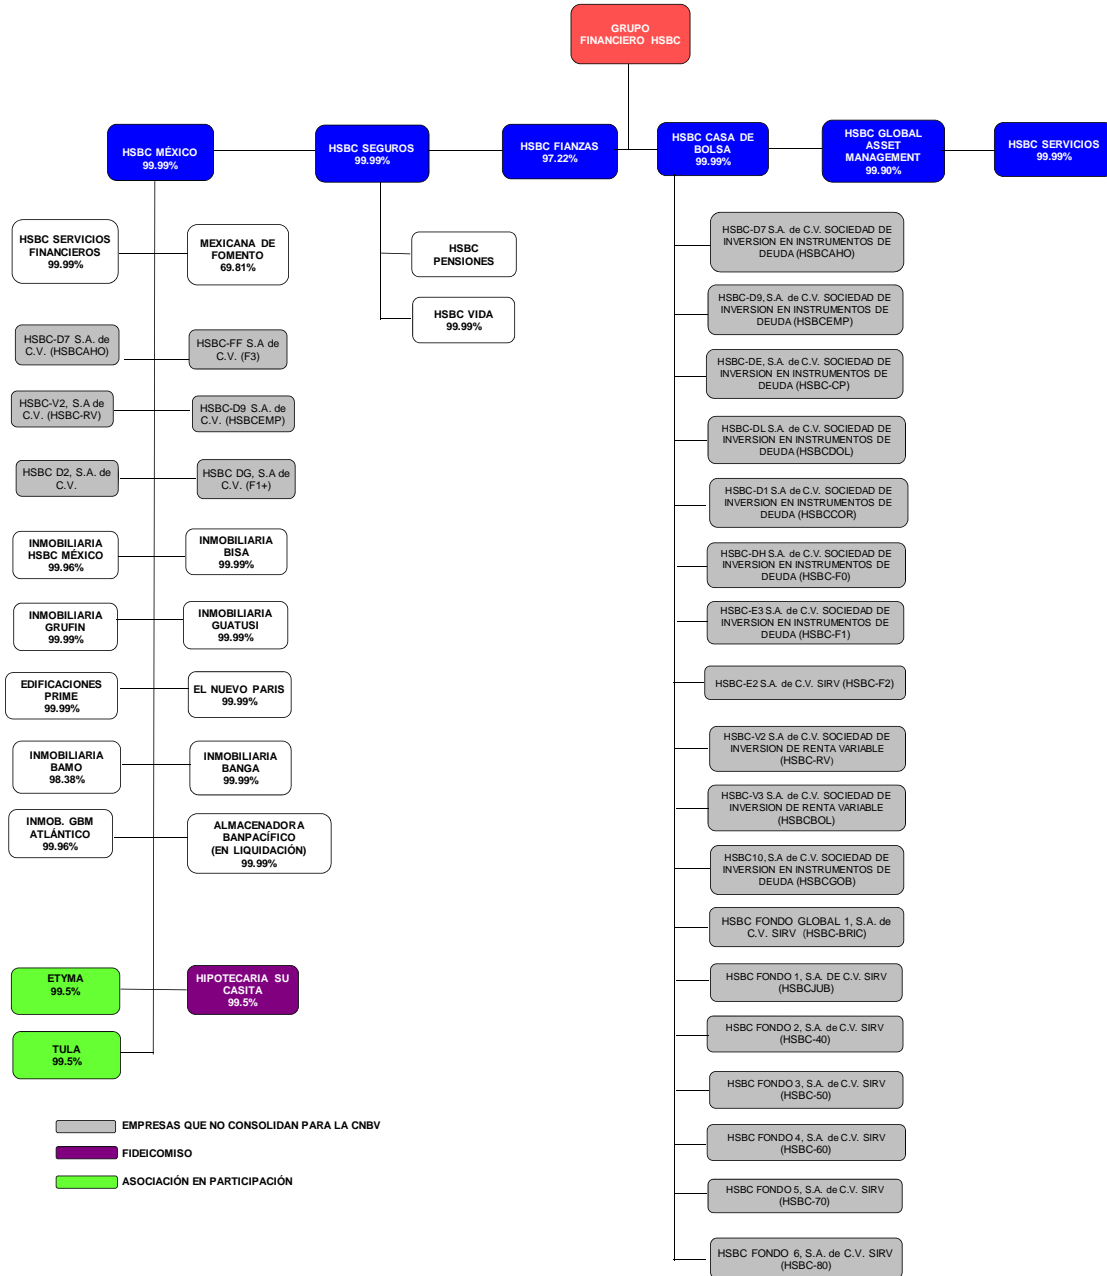 GRUPO
FINANCIERO HSBC
HSBC MÉXICO
99.99%
HSBC SEGUROS
99.99%
HSBC FIANZAS
97.22%
HSBC CASA DE
BOLSA
99.99%
HSBC GLOBAL
ASSET
MANAGEMENT
99.90%
HSBC SERVICIOS
99.99%
HSBC SERVICIOS
FINANCIEROS
99.99%
MEXICANA DE
FOMENTO
69.81%
HSBC-D7 S.A. de
C.V. (HSBCAHO)
HSBC-FF S.A de
C.V. (F3)
HSBC-V2, S.A de
C.V. (HSBC-RV)
HSBC-D9 S.A. de
C.V. (HSBCEMP)
HSBC D2, S.A. de
C.V.
HSBC DG, S.A de
C.V. (F1+)
INMOBILIARIA
HSBC MÉXICO
99.96%
INMOBILIARIA
BISA
99.99%
INMOBILIARIA
GRUFIN
99.99%
INMOBILIARIA
GUATUSI
99.99%
EDIFICACIONES
PRIME
99.99%
EL NUEVO PARIS
99.99%
INMOBILIARIA
BAMO
98.38%
INMOBILIARIA
BANGA
99.99%
INMOB. GBM
ATLÁNTICO
99.96%
ALMACENADORA
BANPACÍFICO
(EN LIQUIDACIÓN)
99.99%
ETYMA
99.5%
HIPOTECARIA SU
CASITA
99.5%
TULA
99.5%
HSBC
PENSIONES
HSBC VIDA
99.99%
HSBC-D7 S.A. de C.V. SOCIEDAD DE
INVERSION EN INSTRUMENTOS DE
DEUDA (HSBCAHO)
HSBC-D9, S.A. de C.V. SOCIEDAD DE
INVERSION EN INSTRUMENTOS DE
DEUDA (HSBCEMP)
HSBC-DE, S.A. de C.V. SOCIEDAD DE
INVERSION EN INSTRUMENTOS DE
DEUDA (HSBC-CP)
HSBC-DL S.A. de C.V. SOCIEDAD DE
INVERSION EN INSTRUMENTOS DE
DEUDA (HSBCDOL)
HSBC-D1 S.A de C.V. SOCIEDAD DE
INVERSION EN INSTRUMENTOS DE
DEUDA (HSBCCOR)
HSBC-DH S.A. de C.V. SOCIEDAD DE
INVERSION EN INSTRUMENTOS DE
DEUDA (HSBC-F0)
HSBC-E3 S.A. de C.V. SOCIEDAD DE
INVERSION EN INSTRUMENTOS DE
DEUDA (HSBC-F1)
HSBC-E2 S.A. de C.V. SIRV (HSBC-F2)
HSBC-V2 S.A de C.V. SOCIEDAD DE
INVERSION DE RENTA VARIABLE
(HSBC-RV)
HSBC-V3 S.A. de C.V. SOCIEDAD DE
INVERSION DE RENTA VARIABLE
(HSBCBOL)
HSBC10, S.A de C.V. SOCIEDAD DE
INVERSION EN INSTRUMENTOS DE
DEUDA (HSBCGOB)
HSBC FONDO GLOBAL 1, S.A. de
C.V. SIRV (HSBC-BRIC)
HSBC FONDO 1, S.A. DE C.V. SIRV
(HSBCJUB)
HSBC FONDO 2, S.A. de C.V. SIRV
(HSBC-40)
HSBC FONDO 3, S.A. de C.V. SIRV
(HSBC-50)
HSBC FONDO 4, S.A. de C.V. SIRV
(HSBC-60)
HSBC FONDO 5, S.A. de C.V. SIRV
(HSBC-70)
HSBC FONDO 6, S.A. de C.V. SIRV
(HSBC-80)
EMPRESAS QUE NO CONSOLIDAN PARA LA CNBV
FIDEICOMISO
ASOCIACIÓN EN PARTICIPACIÓN